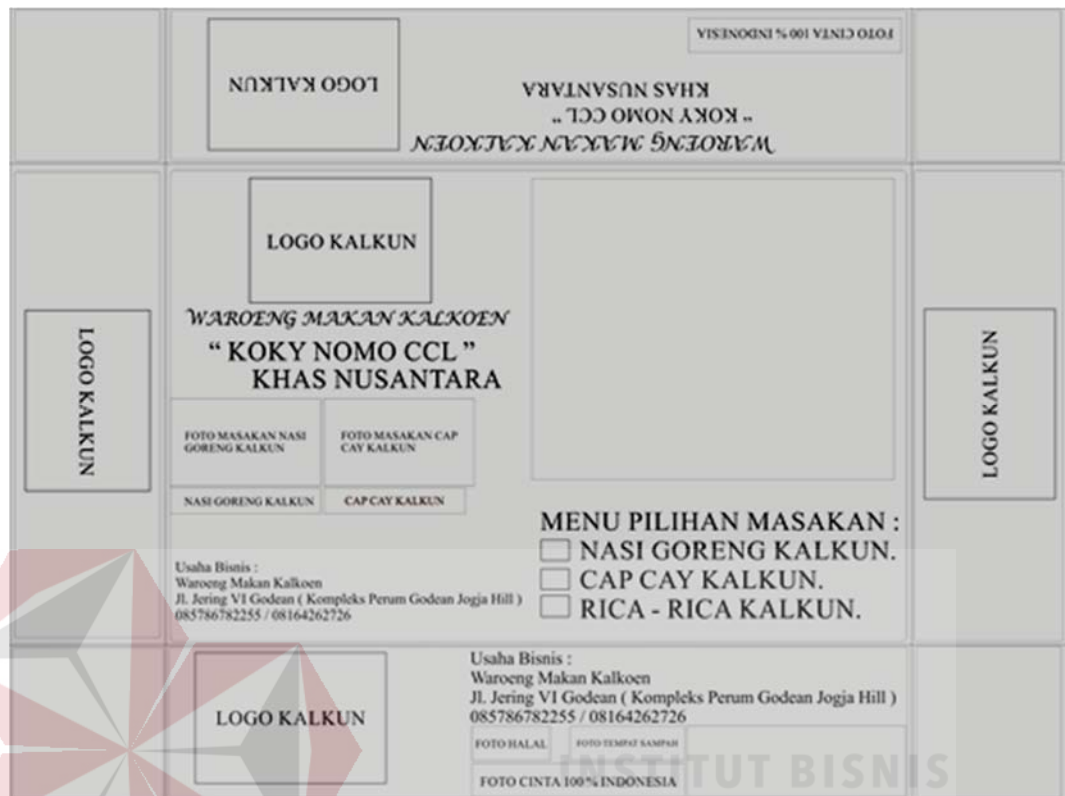 FOTO CINTA 100 % INDONESIA
LOGO KALKUN
WAROENG MAKAN KALKOEN
" KOKY NOMO CCL "
KHAS NUSANTARA
LOGO KALKUN
LOGO KALKUN
WAROENG MAKAN KALKOEN
“ KOKY NOMO CCL ”
KHAS NUSANTARA
FOTO MASAKAN NASI
GORENG KALKUN
FOTO MASAKAN CAP
CAY KALKUN
NASI GORENG KALKUN
CAP CAY KALKUN
Usaha Bisnis :
Waroeng Makan Kalkoen
Jl. Jering VI Godean ( Kompleks Perum Godean Jogja Hill )
085786782255 / 08164262726
MENU PILIHAN MASAKAN :
NASI GORENG KALKUN.
CAP CAY KALKUN.
RICA - RICA KALKUN.
LOGO KALKUN
LOGO KALKUN
Usaha Bisnis :
Waroeng Makan Kalkoen
Jl. Jering VI Godean ( Kompleks Perum Godean Jogja Hill )
085786782255 / 08164262726
FOTO HALAL
FOTO TEMPAT SAMPAH
FOTO CINTA 100 % INDONESIA
INSTITUT BISNIS